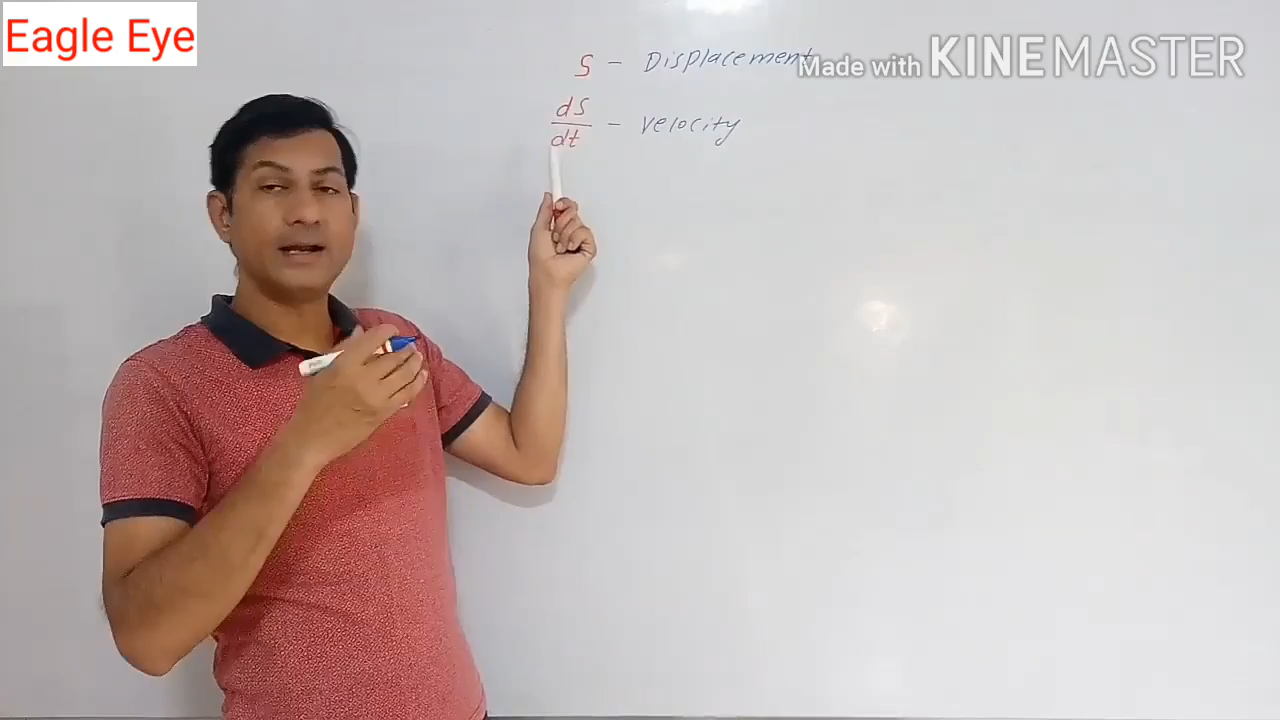 Eagle Eye
S - Displacement
Made with KINEMASTER
dS
dt - velocity